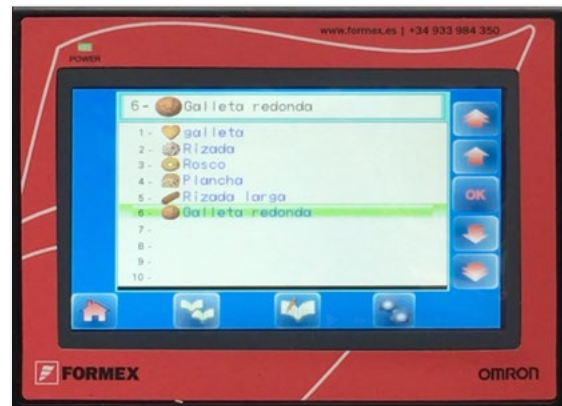 www.formex.es | +34 933 984 350
POWER
6- Galleta redonda
1- galleta
2- Rizada
3- Rosco
4- Plancha
5- Rizada larga
6- Galleta redonda
7-
8-
9-
10-
OK
FORMEX
OMRON